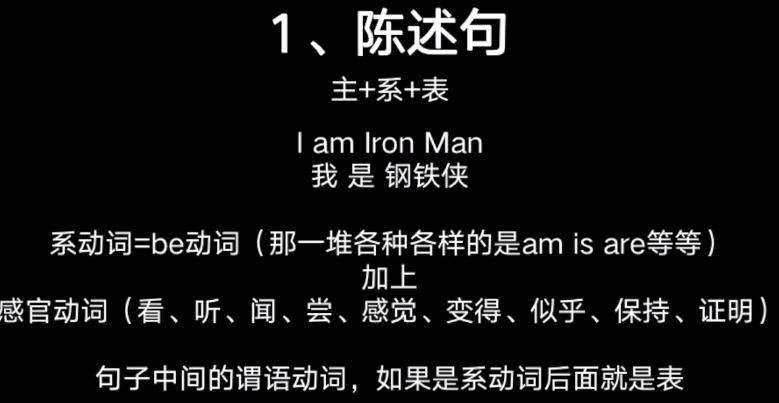 1、陈述句
主+系+表
I am Iron Man
我 是 钢铁侠
系动词=be动词（那一堆各种各样的是am is are等等）
加上
感官动词（看、听、闻、尝、感觉、变得、似乎、保持、证明）
句子中间的谓语动词，如果是系动词后面就是表